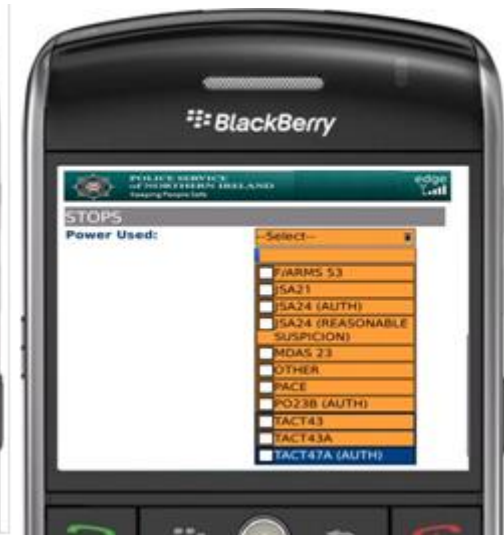 BlackBerry
POLICE SERVICE
of NORTHERN IRELAND
Keeping People Safe
edge
STOPS
Power Used:
--Select--
F/ARMS 53
JSA21
JSA24 (AUTH)
JSA24 (REASONABLE
SUSPICION)
MDAS 23
OTHER
PACE
PO23B (AUTH)
TACT43
TACT43A
TACT47A (AUTH)